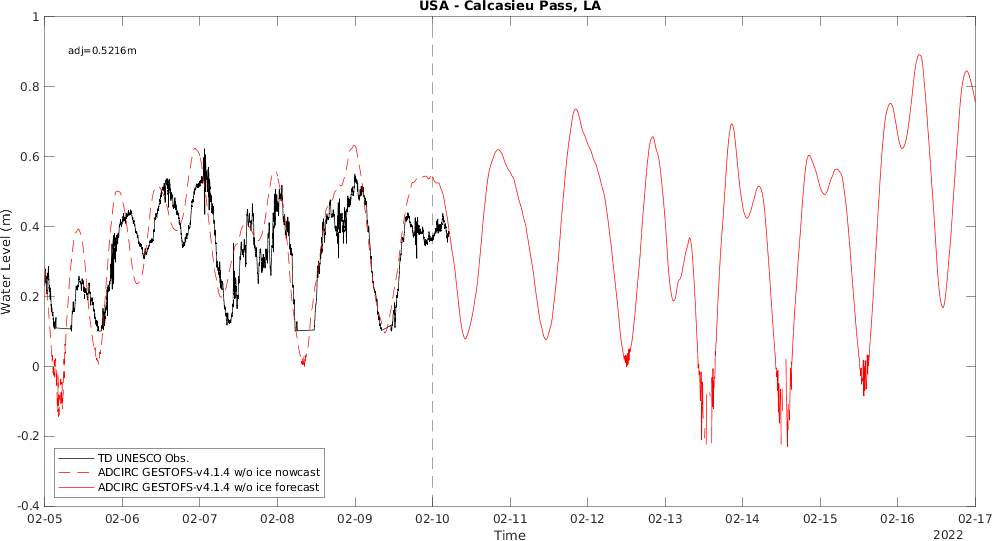 USA - Calcasieu Pass, LA
adj=0.5216m
1
0.8
0.6
0.4
0.2
0
-0.2
-0.4
Water Level (m)
TD UNESCO Obs.
ADCIRC GESTOFS-v4.1.4 w/o ice nowcast
ADCIRC GESTOFS-v4.1.4 w/o ice forecast
02-05 02-06 02-07 02-08 02-09 02-10 02-11 02-12 02-13 02-14 02-15 02-16 02-17
Time
2022